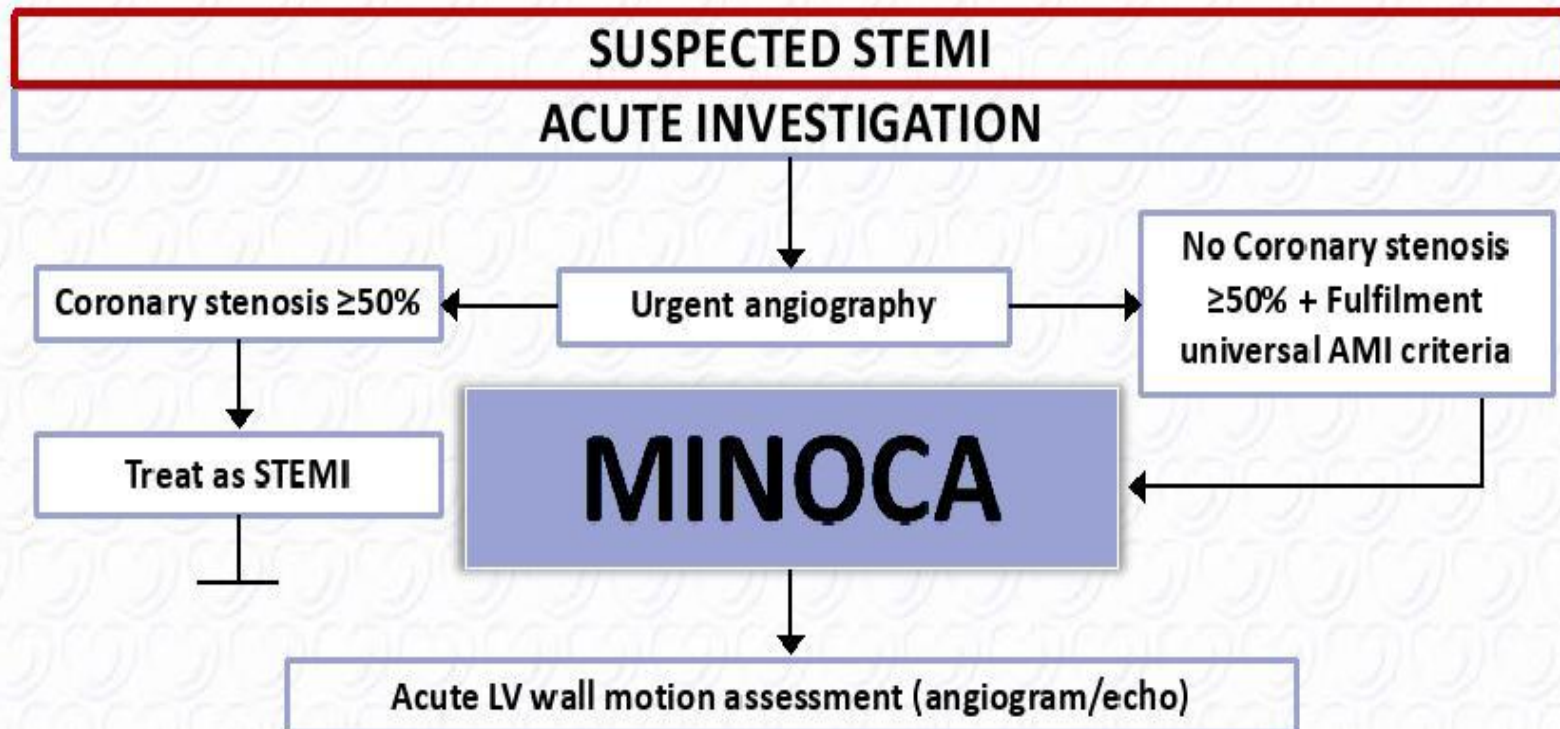 SUSPECTED STEMI
ACUTE INVESTIGATION
Coronary stenosis ≥50%
Urgent angiography
No Coronary stenosis
≥50% + Fulfilment
universal AMI criteria
Treat as STEMI
MINOCA
Acute LV wall motion assessment (angiogram/echo)